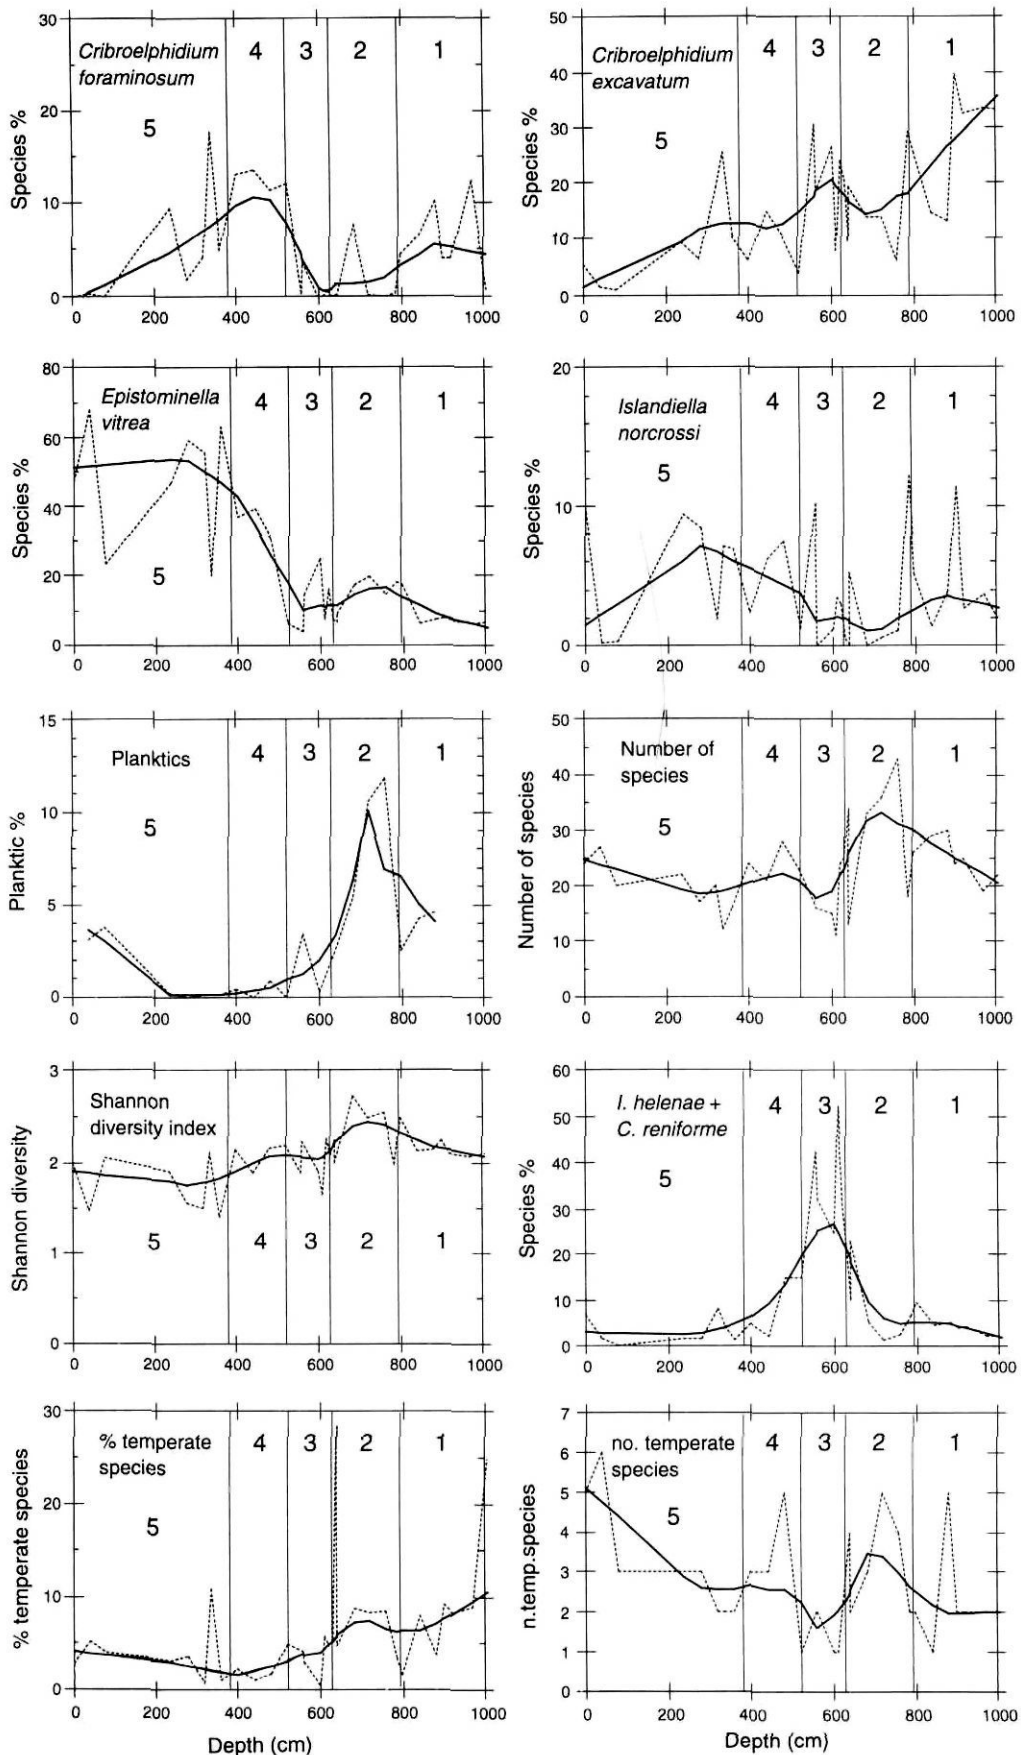 Cribroelphidium
foraminosum
5 4 3 2 1
Species %
30
20
10
0
0 200 400 600 800 1000
Cribroelphidium
excavatum
5 4 3 2 1
Species %
50
40
30
20
10
0
0 200 400 600 800 1000
Epistominella
vitrea
5 4 3 2 1
Species %
80
60
40
20
0
0 200 400 600 800 1000
Islandiella
norcrossi
5 4 3 2 1
Species %
20
10
0
0 200 400 600 800 1000
Planktics
5 4 3 2 1
Planktic %
15
10
5
0
0 200 400 600 800 1000
Number of
species
5 4 3 2 1
Number of species
50
40
30
20
10
0
0 200 400 600 800 1000
Shannon
diversity index
5 4 3 2 1
Shannon diversity
3
2
1
0
0 200 400 600 800 1000
I. helenae +
C. reniforme
5 4 3 2 1
Species %
60
50
40
30
20
10
0
0 200 400 600 800 1000
% temperate
species
5 4 3 2 1
% temperate species
30
20
10
0
0 200 400 600 800 1000
Depth (cm)
no. temperate
species
5 4 3 2 1
n.temp.species
7
6
5
4
3
2
1
0
0 200 400 600 800 1000
Depth (cm)